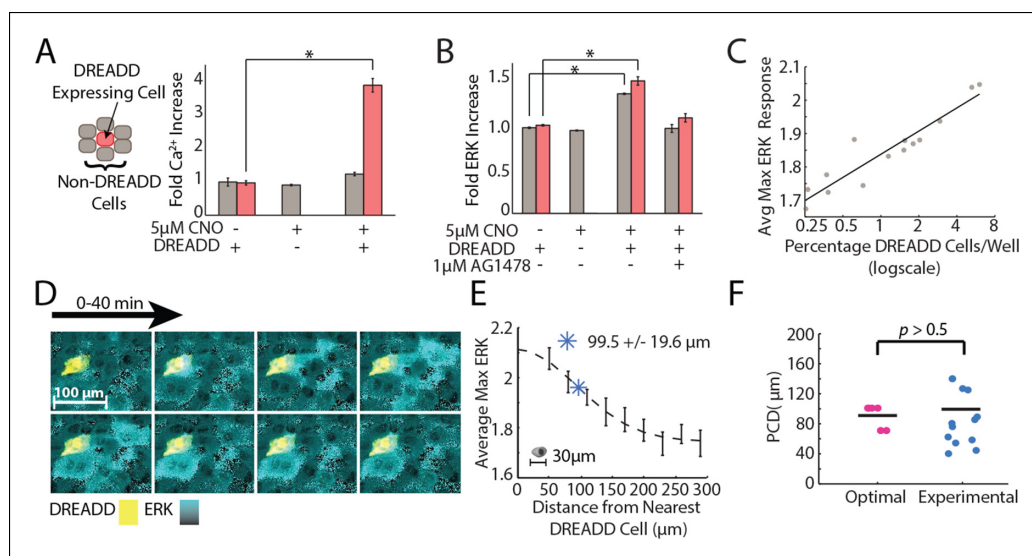 A
DREADD
Expressing Cell
Non-DREADD
Cells
Fold Ca²⁺ Increase
4
3
2
1
0
*
5μM CNO - + +
DREADD + - +
B
Fold ERK Increase
1.5
1.0
0.5
0
*
*
5μM CNO - + + +
DREADD + - + +
1μM AG1478 - - - +
C
Avg Max ERK Response
2.1
2
1.9
1.8
1.7
0.25 0.5 1 2 4 8
Percentage DREADD Cells/Well
(logscale)
D
0-40 min
100 μm
DREADD ERK
E
Average Max ERK
2.2
2
1.8
1.6
99.5 +/- 19.6 μm
30μm
0 50 100 150 200 250 300
Distance from Nearest
DREADD Cell (μm)
F
PCD( μm)
200
160
120
80
40
0
p > 0.5
Optimal Experimental